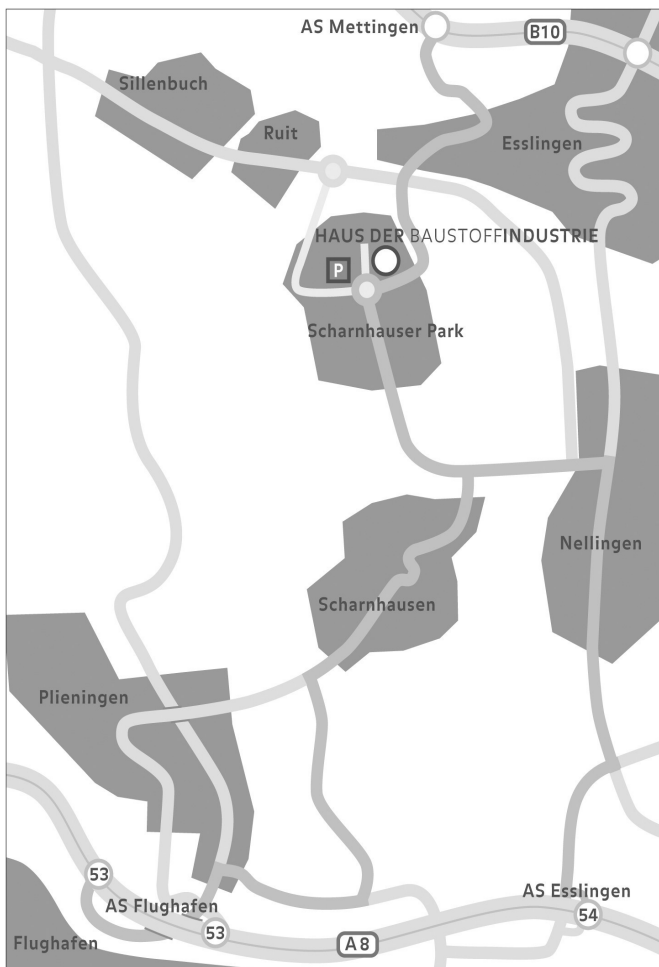 AS Mettingen
B10
Sillenbuch
Ruit
Esslingen
HAUS DER BAUSTOFFINDUSTRIE
P
Scharnhauser Park
Nellingen
Scharnhausen
Plieningen
53
AS Flughafen
AS Esslingen
54
53
A 8
Flughafen